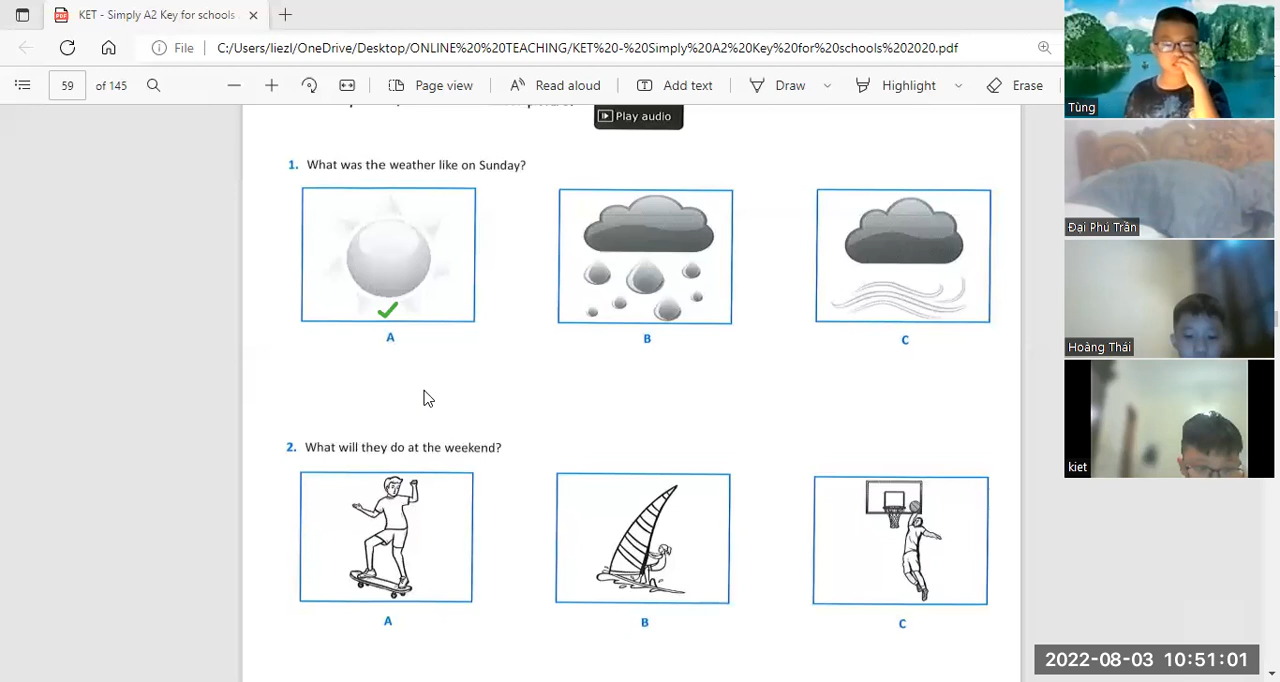 KET - Simply A2 Key for schools
File
C:/Users/liezl/OneDrive/Desktop/ONLINE%20%20TEACHING/KET%20-%20Simply%20A2%20Key%20for%20schools%202020.pdf
59 of 145
Page view
Read aloud
Add text
Draw
Highlight
Erase
Play audio
1. What was the weather like on Sunday?
A
B
C
2. What will they do at the weekend?
A
B
C
Tùng
Đại Phú Trần
Hoàng Thái
kiet
2022-08-03 10:51:01